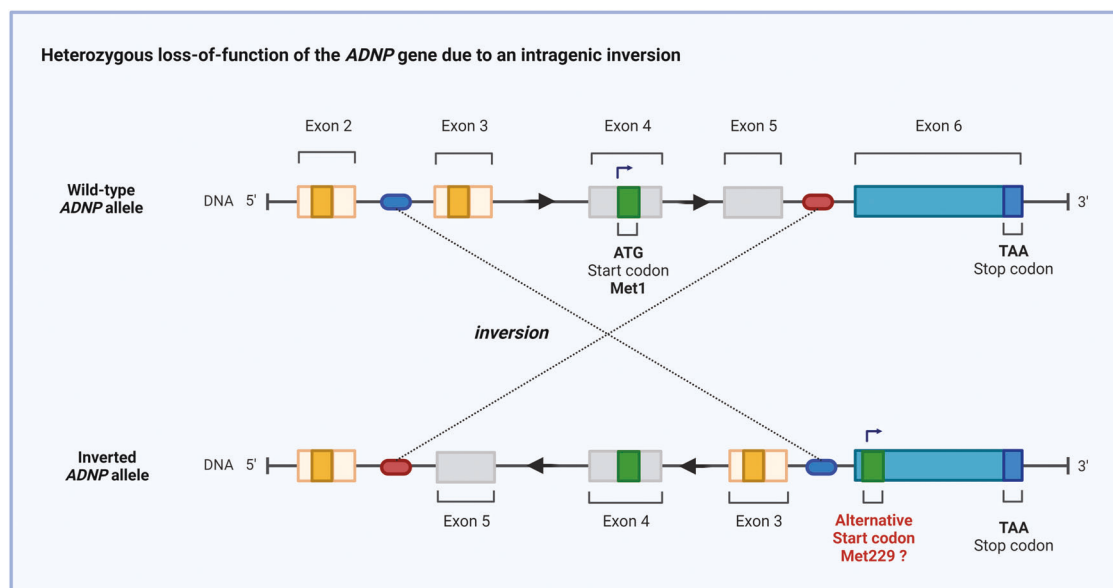 Heterozygous loss-of-function of the ADNP gene due to an intragenic inversion
Exon 2
Exon 3
Exon 4
Exon 5
Exon 6
Wild-type
ADNP allele
DNA 5'
3'
ATG
Start codon
Met1
TAA
Stop codon
inversion
Inverted
ADNP allele
DNA 5'
3'
Exon 5
Exon 4
Exon 3
Alternative
Start codon
Met229 ?
TAA
Stop codon